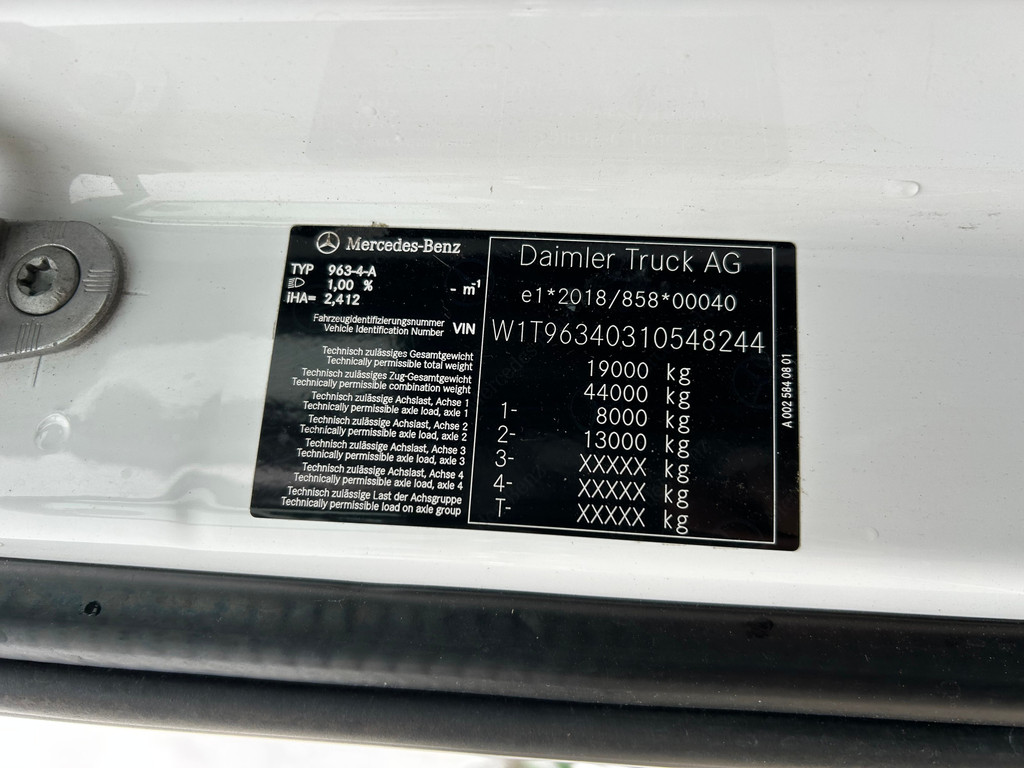 Mercedes-Benz
TYP 963-4-A
1,00 % - m⁻¹
iHA= 2,412
Fahrzeugidentifizierungsnummer
Vehicle Identification Number VIN
Technisch zulässiges Gesamtgewicht
Technically permissible total weight
Technisch zulässiges Zug-Gesamtgewicht
Technically permissible combination weight
Technisch zulässige Achslast, Achse 1
Technically permissible axle load, axle 1
Technisch zulässige Achslast, Achse 2
Technically permissible axle load, axle 2
Technisch zulässige Achslast, Achse 3
Technically permissible axle load, axle 3
Technisch zulässige Achslast, Achse 4
Technically permissible axle load, axle 4
Technisch zulässige Last der Achsgruppe
Technically permissible load on axle group
Daimler Truck AG
e1*2018/858*00040
W1T96340310548244
19000 kg
44000 kg
1- 8000 kg
2- 13000 kg
3- XXXXX kg
4- XXXXX kg
T- XXXXX kg
A 002 584 08 01